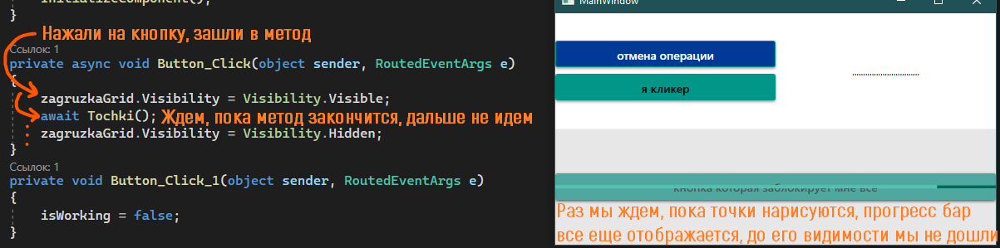 InitializeComponent();
}
Нажали на кнопку, зашли в метод
Ссылок: 1
private async void Button_Click(object sender, RoutedEventArgs e)
{
zagruzkaGrid.Visibility = Visibility.Visible;
await Tochki(); Ждем, пока метод закончится, дальше не идем
zagruzkaGrid.Visibility = Visibility.Hidden;
}
Ссылок: 1
private void Button_Click_1(object sender, RoutedEventArgs e)
{
isWorking = false;
}
MainWindow
отмена операции
я кликер
................................
кнопка которая заблокирует мне все
Раз мы ждем, пока точки нарисуются, прогресс бар
все еще отображается, до его видимости мы не дошли